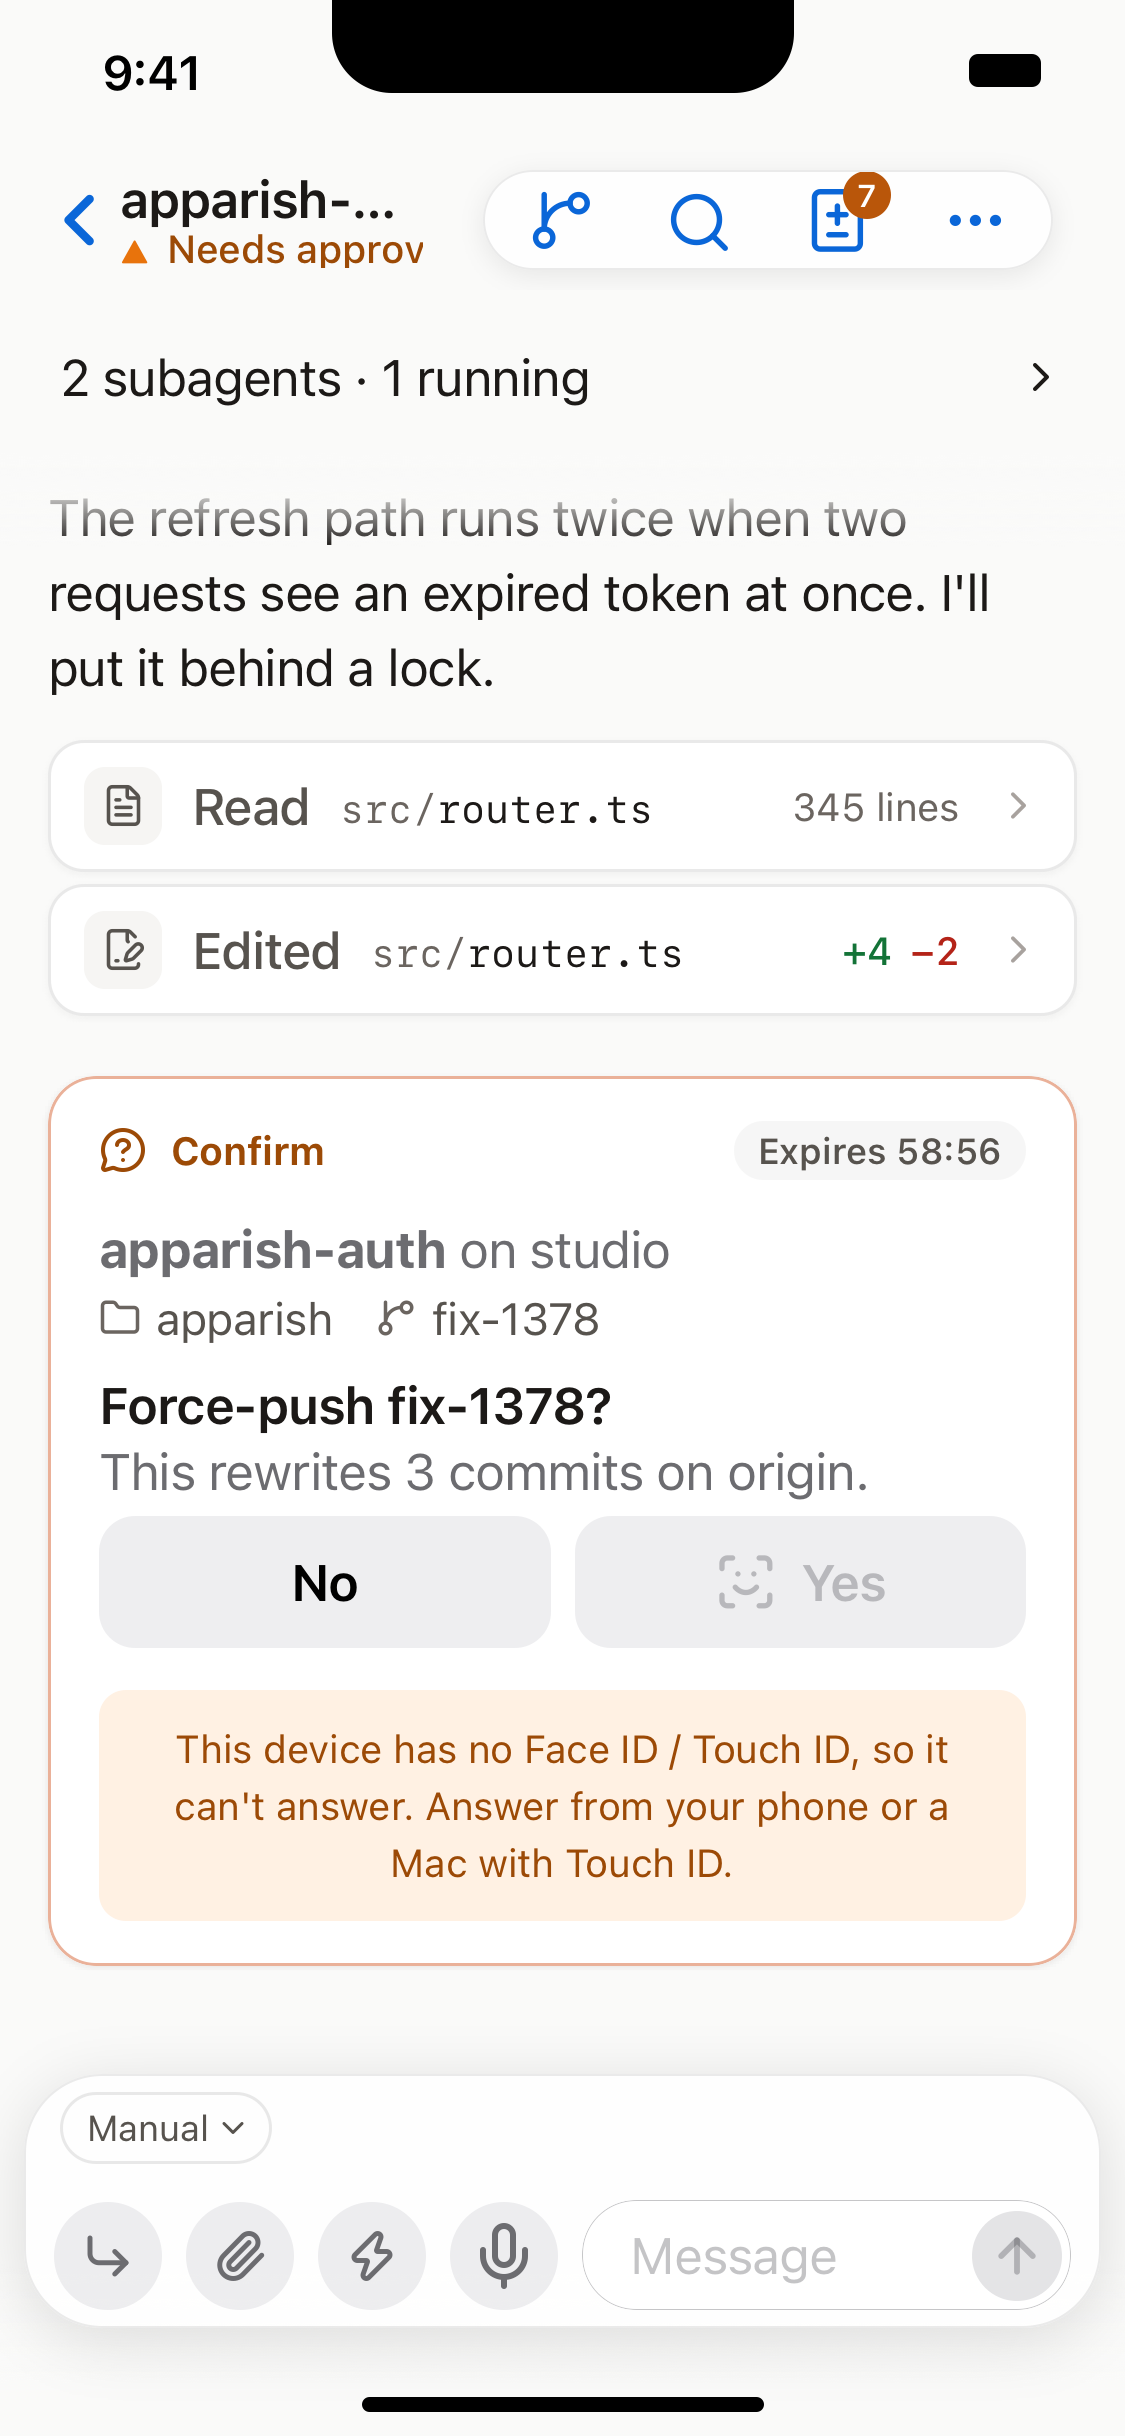 9:41
apparish-...
Needs approv
7
2 subagents · 1 running
The refresh path runs twice when two
requests see an expired token at once. I'll
put it behind a lock.
Read src/router.ts 345 lines
Edited src/router.ts +4 −2
Confirm Expires 58:56
apparish-auth on studio
apparish fix-1378
Force-push fix-1378?
This rewrites 3 commits on origin.
No Yes
This device has no Face ID / Touch ID, so it
can't answer. Answer from your phone or a
Mac with Touch ID.
Manual
Message